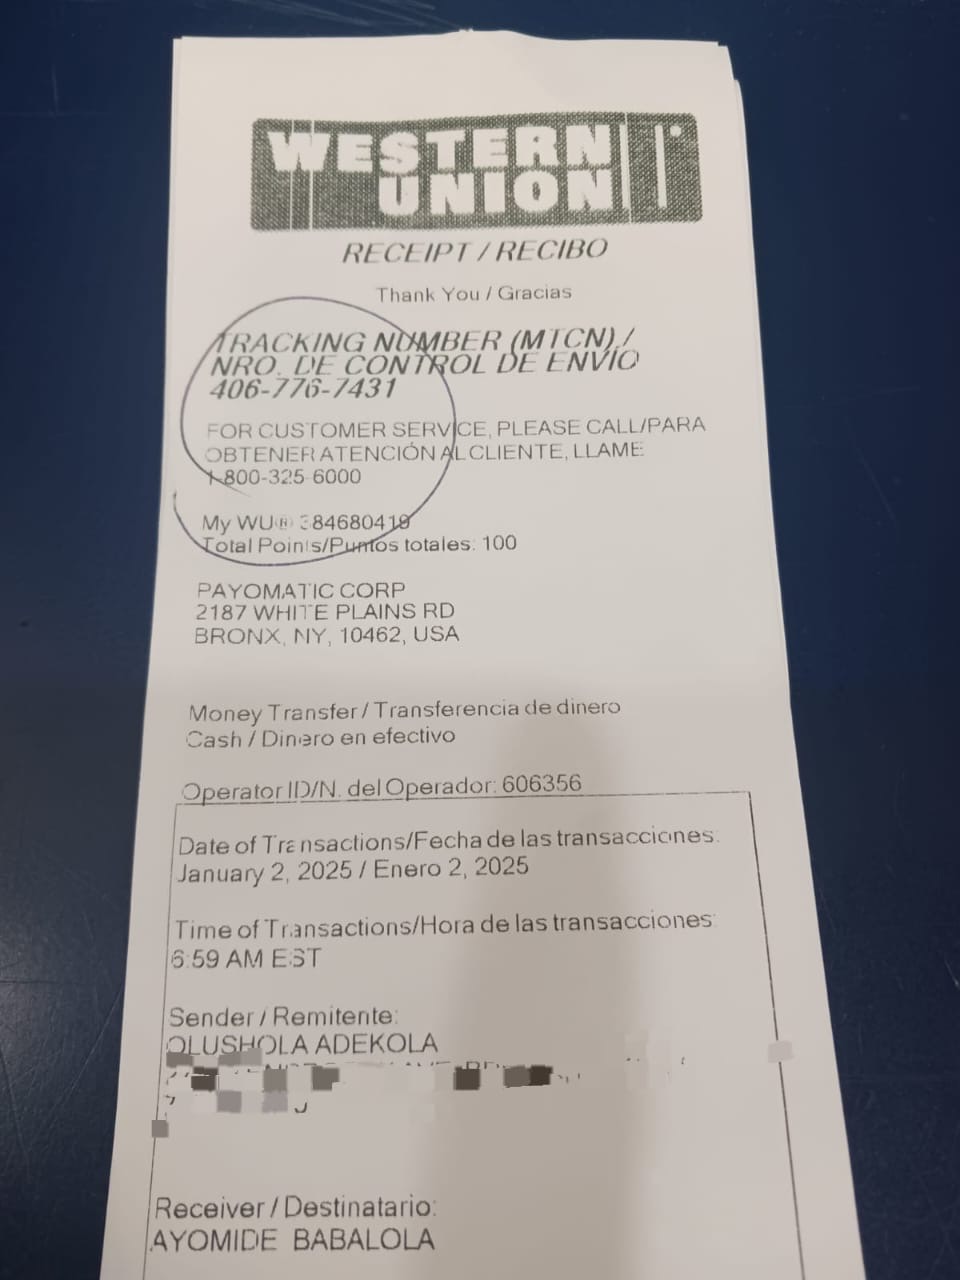 WESTERN
UNION
RECEIPT / RECIBO
Thank You / Gracias
TRACKING NUMBER (MTCN) /
NRO. DE CONTROL DE ENVÍO
406-776-7431
FOR CUSTOMER SERVICE, PLEASE CALL/PARA
OBTENER ATENCIÓN AL CLIENTE, LLAME:
1-800-325-6000
My WU® 384680419
Total Points/Puntos totales: 100
PAYOMATIC CORP
2187 WHITE PLAINS RD
BRONX, NY, 10462, USA
Money Transfer / Transferencia de dinero
Cash / Dinero en efectivo
Operator ID/N. del Operador: 606356
Date of Transactions/Fecha de las transacciones:
January 2, 2025 / Enero 2, 2025
Time of Transactions/Hora de las transacciones:
6:59 AM EST
Sender / Remitente:
OLUSHOLA ADEKOLA
Receiver / Destinatario:
AYOMIDE BABALOLA